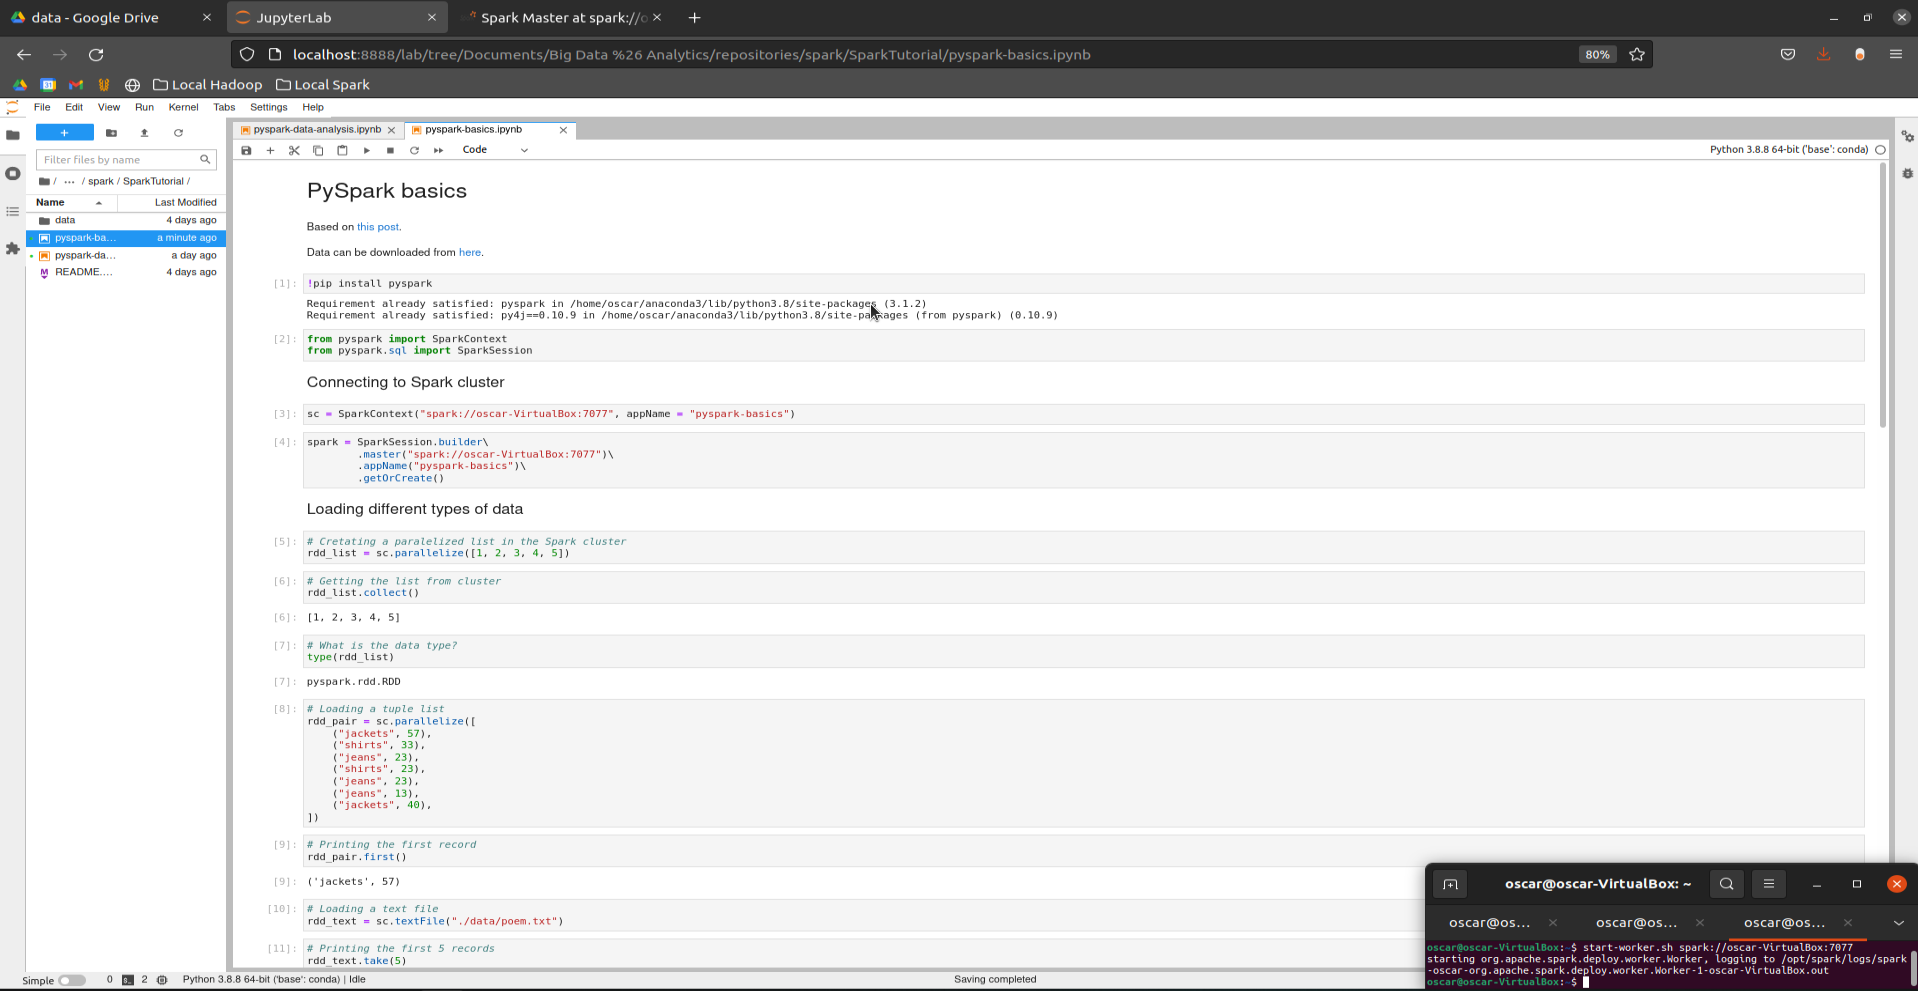 data - Google Drive
JupyterLab
Spark Master at spark://o
localhost:8888/lab/tree/Documents/Big Data %26 Analytics/repositories/spark/SparkTutorial/pyspark-basics.ipynb
80%
Local Hadoop
Local Spark
File Edit View Run Kernel Tabs Settings Help
pyspark-data-analysis.ipynb
pyspark-basics.ipynb
Filter files by name
Code
Python 3.8.8 64-bit ('base': conda)
/ ··· / spark / SparkTutorial /
Name Last Modified
data 4 days ago
pyspark-ba... a minute ago
pyspark-da... a day ago
README.... 4 days ago
PySpark basics
Based on this post.
Data can be downloaded from here.
[1]: !pip install pyspark
Requirement already satisfied: pyspark in /home/oscar/anaconda3/lib/python3.8/site-packages (3.1.2)
Requirement already satisfied: py4j==0.10.9 in /home/oscar/anaconda3/lib/python3.8/site-packages (from pyspark) (0.10.9)
[2]: from pyspark import SparkContext
from pyspark.sql import SparkSession
Connecting to Spark cluster
[3]: sc = SparkContext("spark://oscar-VirtualBox:7077", appName = "pyspark-basics")
[4]: spark = SparkSession.builder\
.master("spark://oscar-VirtualBox:7077")\
.appName("pyspark-basics")\
.getOrCreate()
Loading different types of data
[5]: # Cretating a paralelized list in the Spark cluster
rdd_list = sc.parallelize([1, 2, 3, 4, 5])
[6]: # Getting the list from cluster
rdd_list.collect()
[6]: [1, 2, 3, 4, 5]
[7]: # What is the data type?
type(rdd_list)
[7]: pyspark.rdd.RDD
[8]: # Loading a tuple list
rdd_pair = sc.parallelize([
("jackets", 57),
("shirts", 33),
("jeans", 23),
("shirts", 23),
("jeans", 23),
("jeans", 13),
("jackets", 40),
])
[9]: # Printing the first record
rdd_pair.first()
[9]: ('jackets', 57)
[10]: # Loading a text file
rdd_text = sc.textFile("./data/poem.txt")
[11]: # Printing the first 5 records
rdd_text.take(5)
oscar@oscar-VirtualBox: ~
oscar@os... oscar@os... oscar@os...
oscar@oscar-VirtualBox:~$ start-worker.sh spark://oscar-VirtualBox:7077
starting org.apache.spark.deploy.worker.Worker, logging to /opt/spark/logs/spark
-oscar-org.apache.spark.deploy.worker.Worker-1-oscar-VirtualBox.out
oscar@oscar-VirtualBox:~$
Simple 0 2 Python 3.8.8 64-bit ('base': conda) | Idle Saving completed